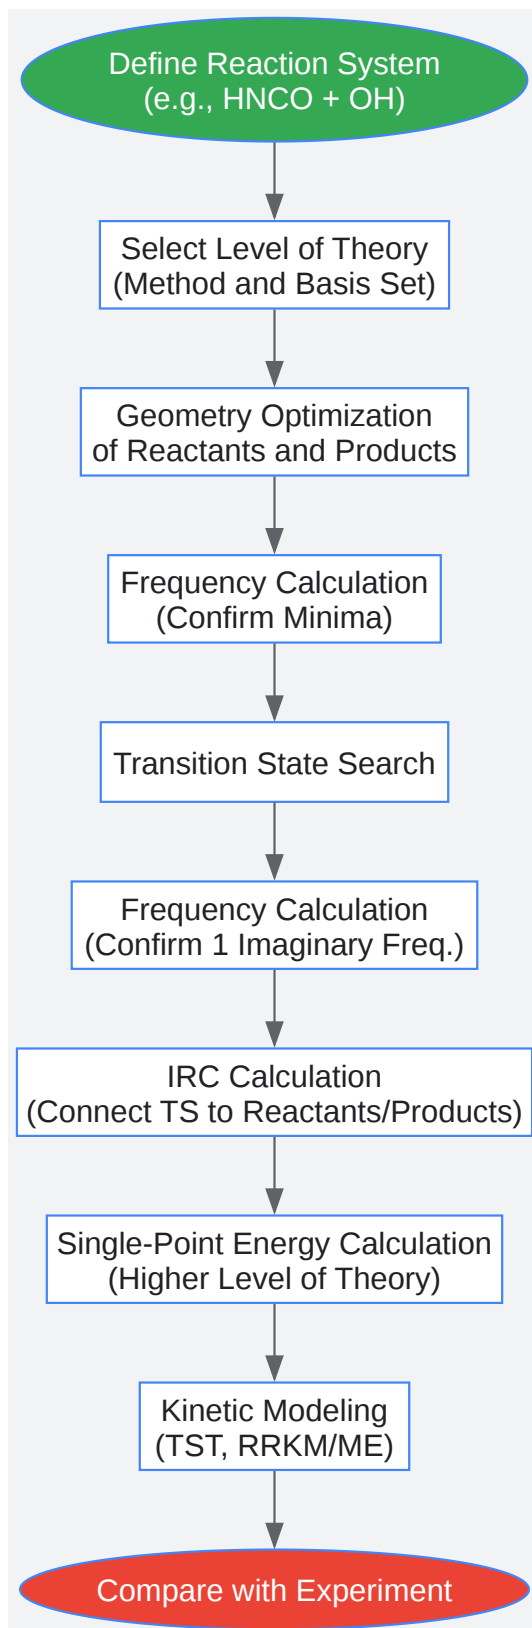 Define Reaction System
(e.g., HNCO + OH)
Select Level of Theory
(Method and Basis Set)
Geometry Optimization
of Reactants and Products
Frequency Calculation
(Confirm Minima)
Transition State Search
Frequency Calculation
(Confirm 1 Imaginary Freq.)
IRC Calculation
(Connect TS to Reactants/Products)
Single-Point Energy Calculation
(Higher Level of Theory)
Kinetic Modeling
(TST, RRKM/ME)
Compare with Experiment